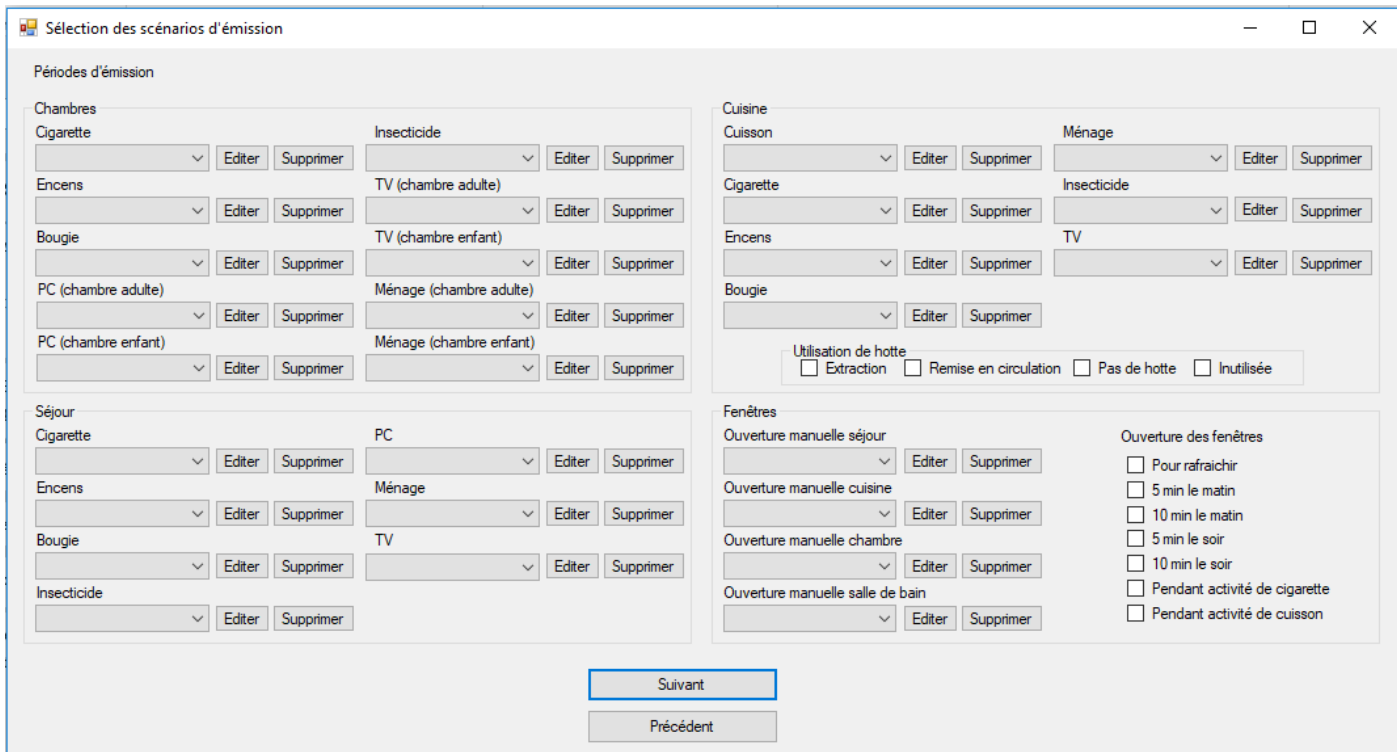 Sélection des scénarios d'émission
Périodes d'émission
Chambres
Cigarette Insecticide
Editer Supprimer Editer Supprimer
Encens TV (chambre adulte)
Editer Supprimer Editer Supprimer
Bougie TV (chambre enfant)
Editer Supprimer Editer Supprimer
PC (chambre adulte) Ménage (chambre adulte)
Editer Supprimer Editer Supprimer
PC (chambre enfant) Ménage (chambre enfant)
Editer Supprimer Editer Supprimer
Cuisine
Cuisson Ménage
Editer Supprimer Editer Supprimer
Cigarette Insecticide
Editer Supprimer Editer Supprimer
Encens TV
Editer Supprimer Editer Supprimer
Bougie
Editer Supprimer
Utilisation de hotte
Extraction Remise en circulation Pas de hotte Inutilisée
Séjour
Cigarette PC
Editer Supprimer Editer Supprimer
Encens Ménage
Editer Supprimer Editer Supprimer
Bougie TV
Editer Supprimer Editer Supprimer
Insecticide
Editer Supprimer
Fenêtres
Ouverture manuelle séjour
Editer Supprimer
Ouverture manuelle cuisine
Editer Supprimer
Ouverture manuelle chambre
Editer Supprimer
Ouverture manuelle salle de bain
Editer Supprimer
Ouverture des fenêtres
Pour rafraichir
5 min le matin
10 min le matin
5 min le soir
10 min le soir
Pendant activité de cigarette
Pendant activité de cuisson
Suivant
Précédent